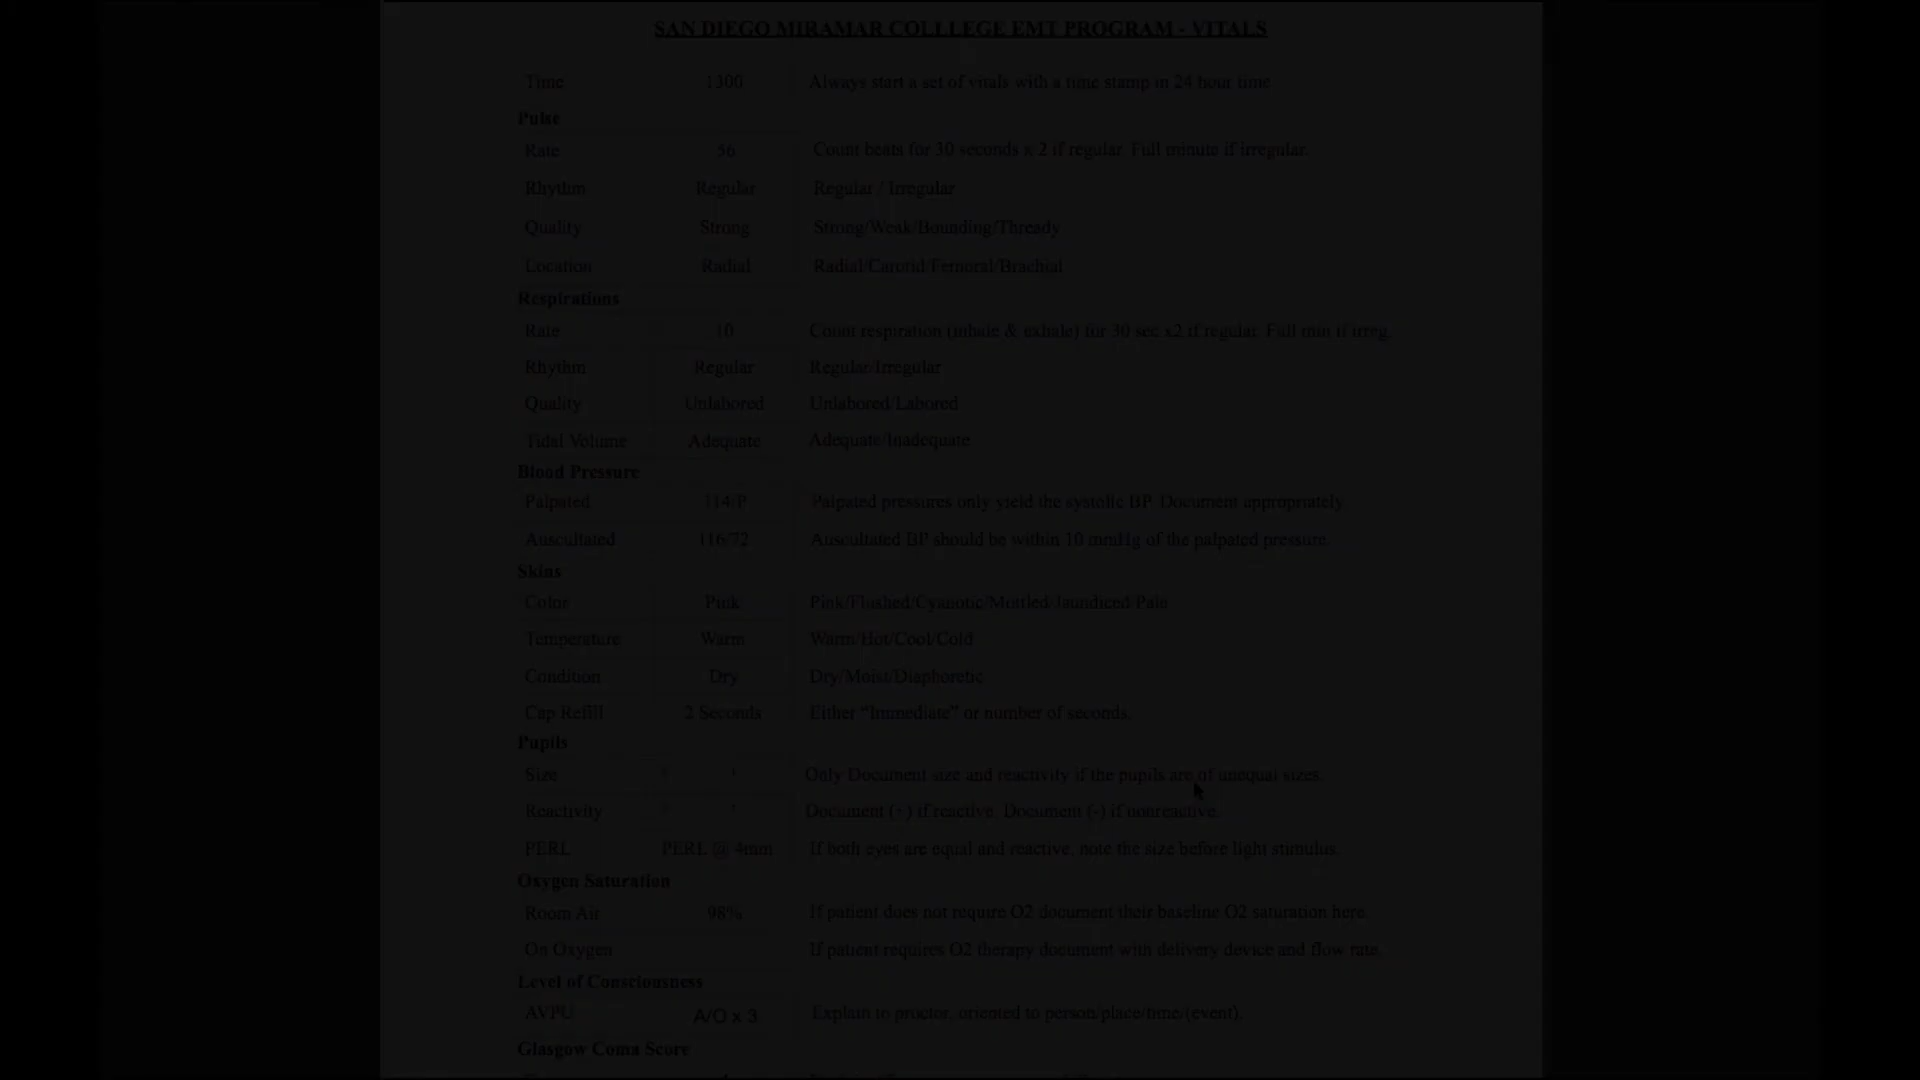 SAN DIEGO MIRAMAR COLLLEGE EMT PROGRAM - VITALS
Time 1300 Always start a set of vitals with a time stamp in 24 hour time
Pulse
Rate 56 Count beats for 30 seconds x 2 if regular. Full minute if irregular.
Rhythm Regular Regular / Irregular
Quality Strong Strong/Weak/Bounding/Thready
Location Radial Radial/Carotid/Femoral/Brachial
Respirations
Rate 10 Count respiration (inhale & exhale) for 30 sec x2 if regular. Full min if irreg.
Rhythm Regular Regular/Irregular
Quality Unlabored Unlabored/Labored
Tidal Volume Adequate Adequate/Inadequate
Blood Pressure
Palpated 114/P Palpated pressures only yield the systolic BP. Document appropriately.
Auscultated 116/72 Auscultated BP should be within 10 mmHg of the palpated pressure.
Skins
Color Pink Pink/Flushed/Cyanotic/Mottled/Jaundiced/Pale
Temperature Warm Warm/Hot/Cool/Cold
Condition Dry Dry/Moist/Diaphoretic
Cap Refill 2 Seconds Either “Immediate” or number of seconds.
Pupils
Size Only Document size and reactivity if the pupils are of unequal sizes.
Reactivity Document (+) if reactive. Document (-) if nonreactive.
PERL PERL @ 4mm If both eyes are equal and reactive, note the size before light stimulus.
Oxygen Saturation
Room Air 98% If patient does not require O2 document their baseline O2 saturation here
On Oxygen If patient requires O2 therapy document with delivery device and flow rate.
Level of Consciousness
AVPU A/O x 3 Explain to proctor, oriented to person/place/time/(event).
Glasgow Coma Score